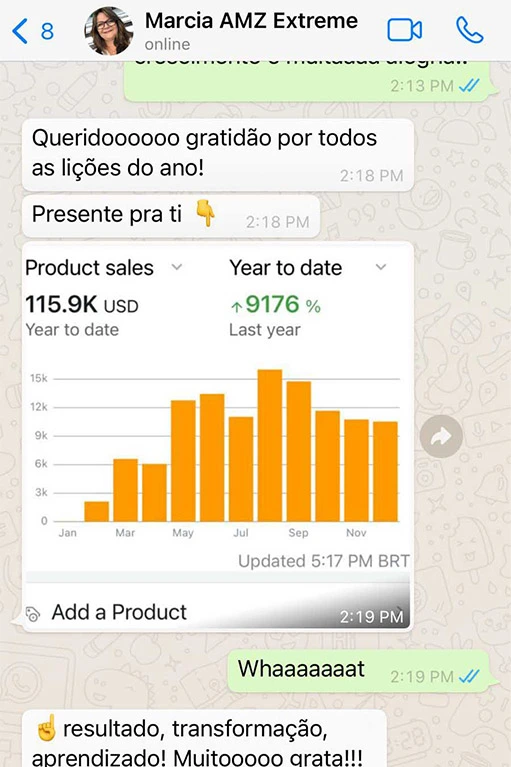 8
Marcia AMZ Extreme
online
crescimento e muitaaaa alegria..
2:13 PM
Queridoooooo gratidão por todos
as lições do ano!
2:18 PM
Presente pra ti 👇
2:18 PM
Product sales
Year to date
115.9K USD
↑9176 %
Year to date
Last year
15k
12k
9k
6k
3k
0
Jan Mar May Jul Sep Nov
Updated 5:17 PM BRT
Add a Product
2:19 PM
Whaaaaaaat
2:19 PM
☝️resultado, transformação,
aprendizado! Muitooooo grata!!!